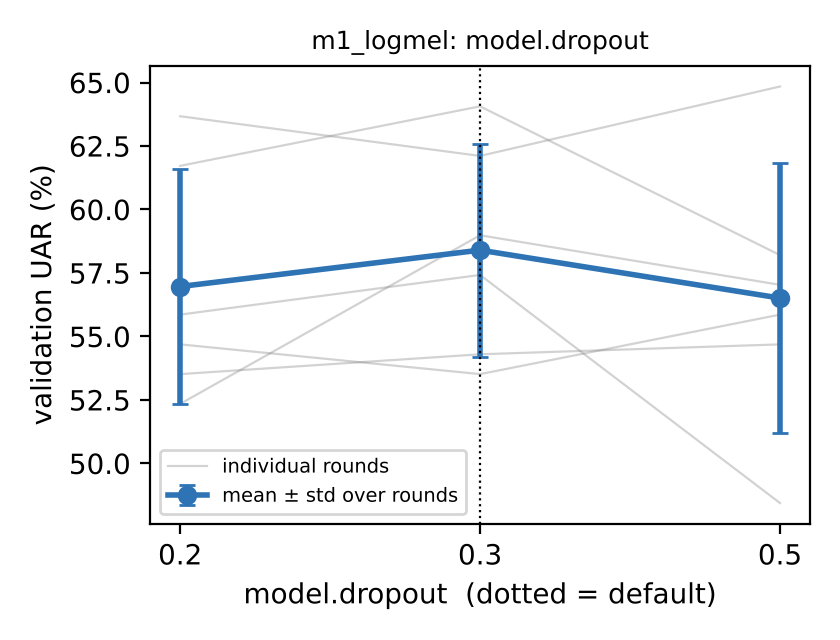 m1_logmel: model.dropout
validation UAR (%)
65.0
62.5
60.0
57.5
55.0
52.5
50.0
individual rounds
mean ± std over rounds
0.2
0.3
0.5
model.dropout (dotted = default)